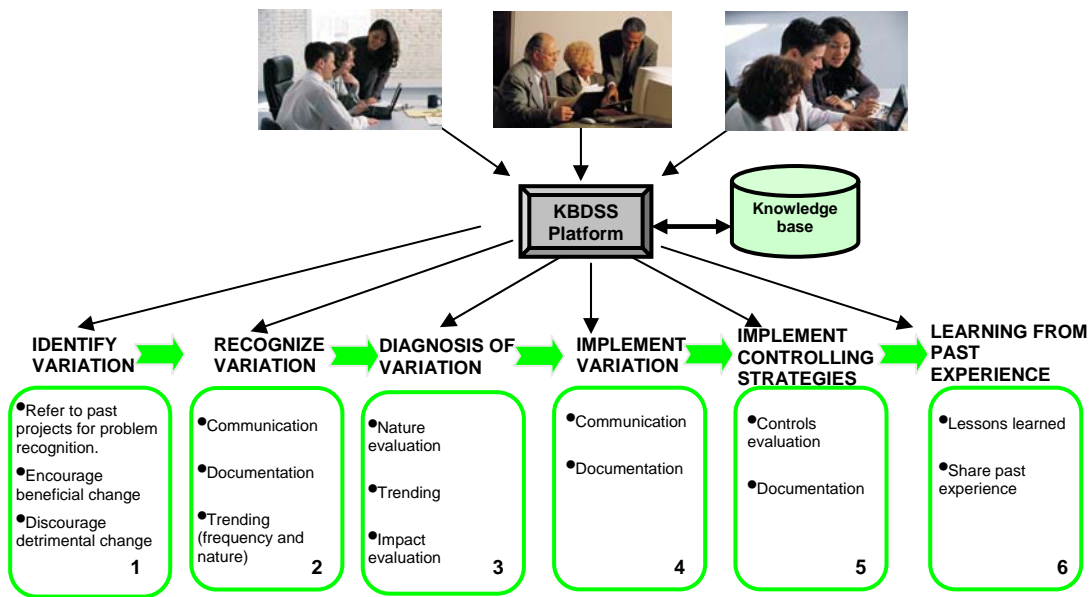 KBDSS
Platform
Knowledge
base
IDENTIFY
VARIATION
RECOGNIZE
VARIATION
DIAGNOSIS OF
VARIATION
IMPLEMENT
VARIATION
IMPLEMENT
CONTROLLING
STRATEGIES
LEARNING FROM
PAST
EXPERIENCE
•Refer to past
projects for problem
recognition.
•Encourage
beneficial change
•Discourage
detrimental change
1
•Communication
•Documentation
•Trending
(frequency and
nature)
2
•Nature
evaluation
•Trending
•Impact
evaluation
3
•Communication
•Documentation
4
•Controls
evaluation
•Documentation
5
•Lessons learned
•Share past
experience
6